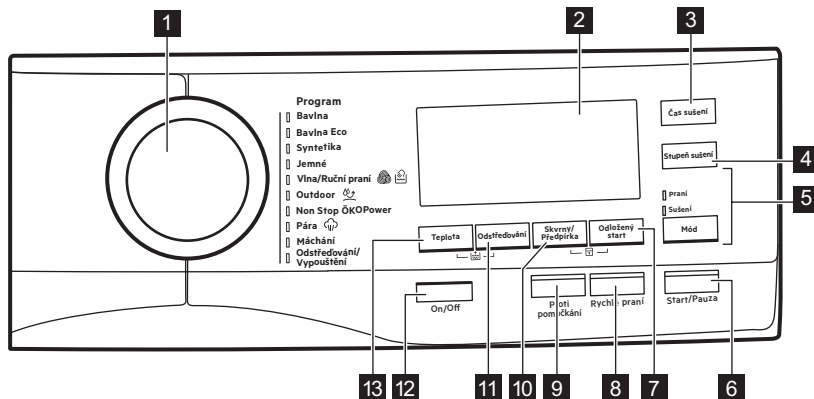 1
2
3
Čas sušení
Program
Bavlna
Bavlna Eco
Syntetika
Jemné
Vlna/Ruční praní
Outdoor
Non Stop ÖKOPower
Pára
Máchání
Odstřeďování/
Vypouštění
Stupeň sušení
4
5
Praní
Sušení
Mód
Teplota
Odstřeďování
Skvrny/
Předpírka
Odložený
start
On/Off
Proti
pomačkání
Rychlé praní
Start/Pauza
13
12
11
10
9
8
7
6